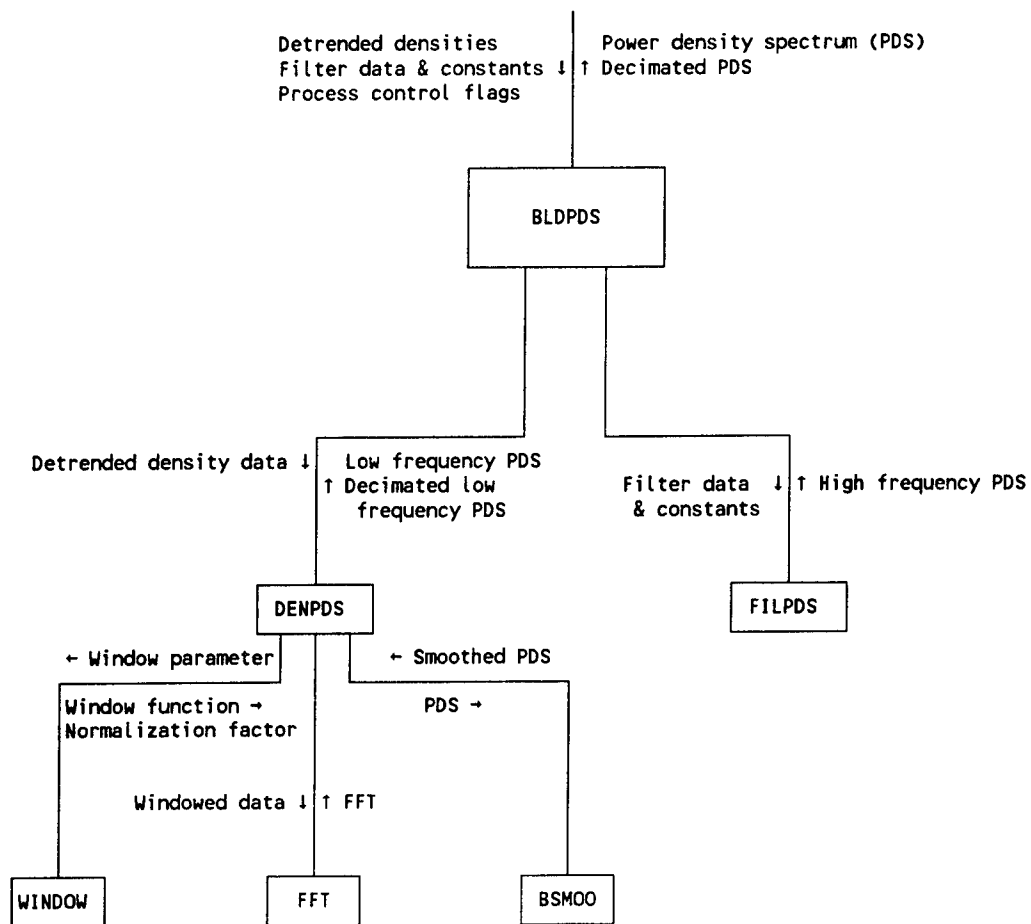 Detrended densities
Filter data & constants ↓
Process control flags
Power density spectrum (PDS)
↑ Decimated PDS
BLDPDS
Detrended density data ↓
Low frequency PDS
↑ Decimated low
frequency PDS
Filter data ↓
& constants
↑ High frequency PDS
DENPDS
FILPDS
← Window parameter
Window function →
Normalization factor
← Smoothed PDS
PDS →
Windowed data ↓
↑ FFT
WINDOW
FFT
BSMOO